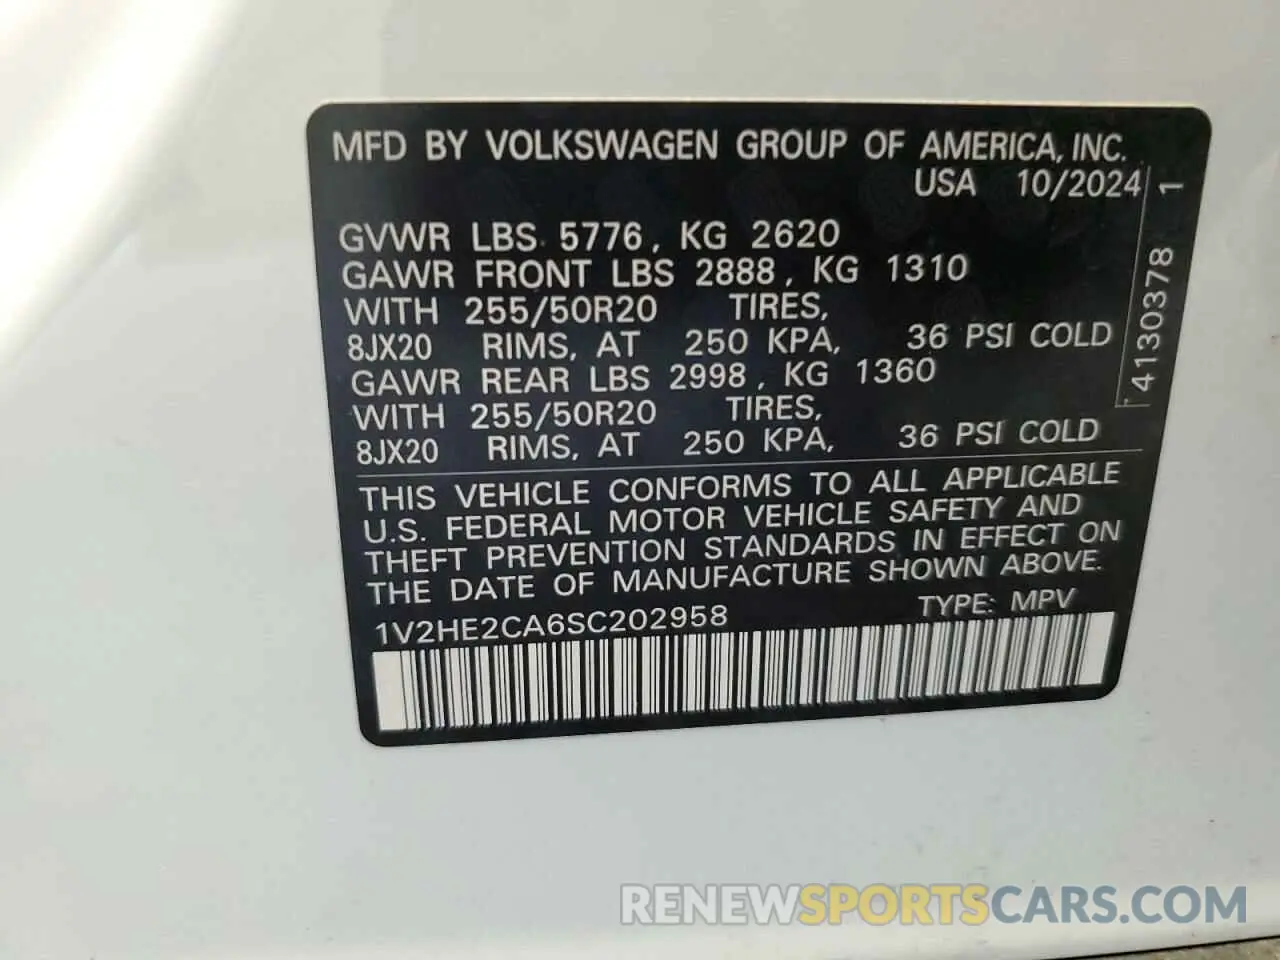 MFD BY VOLKSWAGEN GROUP OF AMERICA, INC.
USA 10/2024
GVWR LBS 5776, KG 2620
GAWR FRONT LBS 2888, KG 1310
WITH 255/50R20 TIRES,
8JX20 RIMS, AT 250 KPA, 36 PSI COLD
GAWR REAR LBS 2998, KG 1360
WITH 255/50R20 TIRES,
8JX20 RIMS, AT 250 KPA, 36 PSI COLD
4130378 1
THIS VEHICLE CONFORMS TO ALL APPLICABLE
U.S. FEDERAL MOTOR VEHICLE SAFETY AND
THEFT PREVENTION STANDARDS IN EFFECT ON
THE DATE OF MANUFACTURE SHOWN ABOVE.
1V2HE2CA6SC202958 TYPE: MPV
RENEWSPORTSCARS.COM